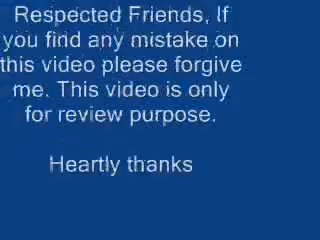 Respected Friends, If
you find any mistake on
this video please forgive
me. This video is only
for review purpose.
Heartly thanks